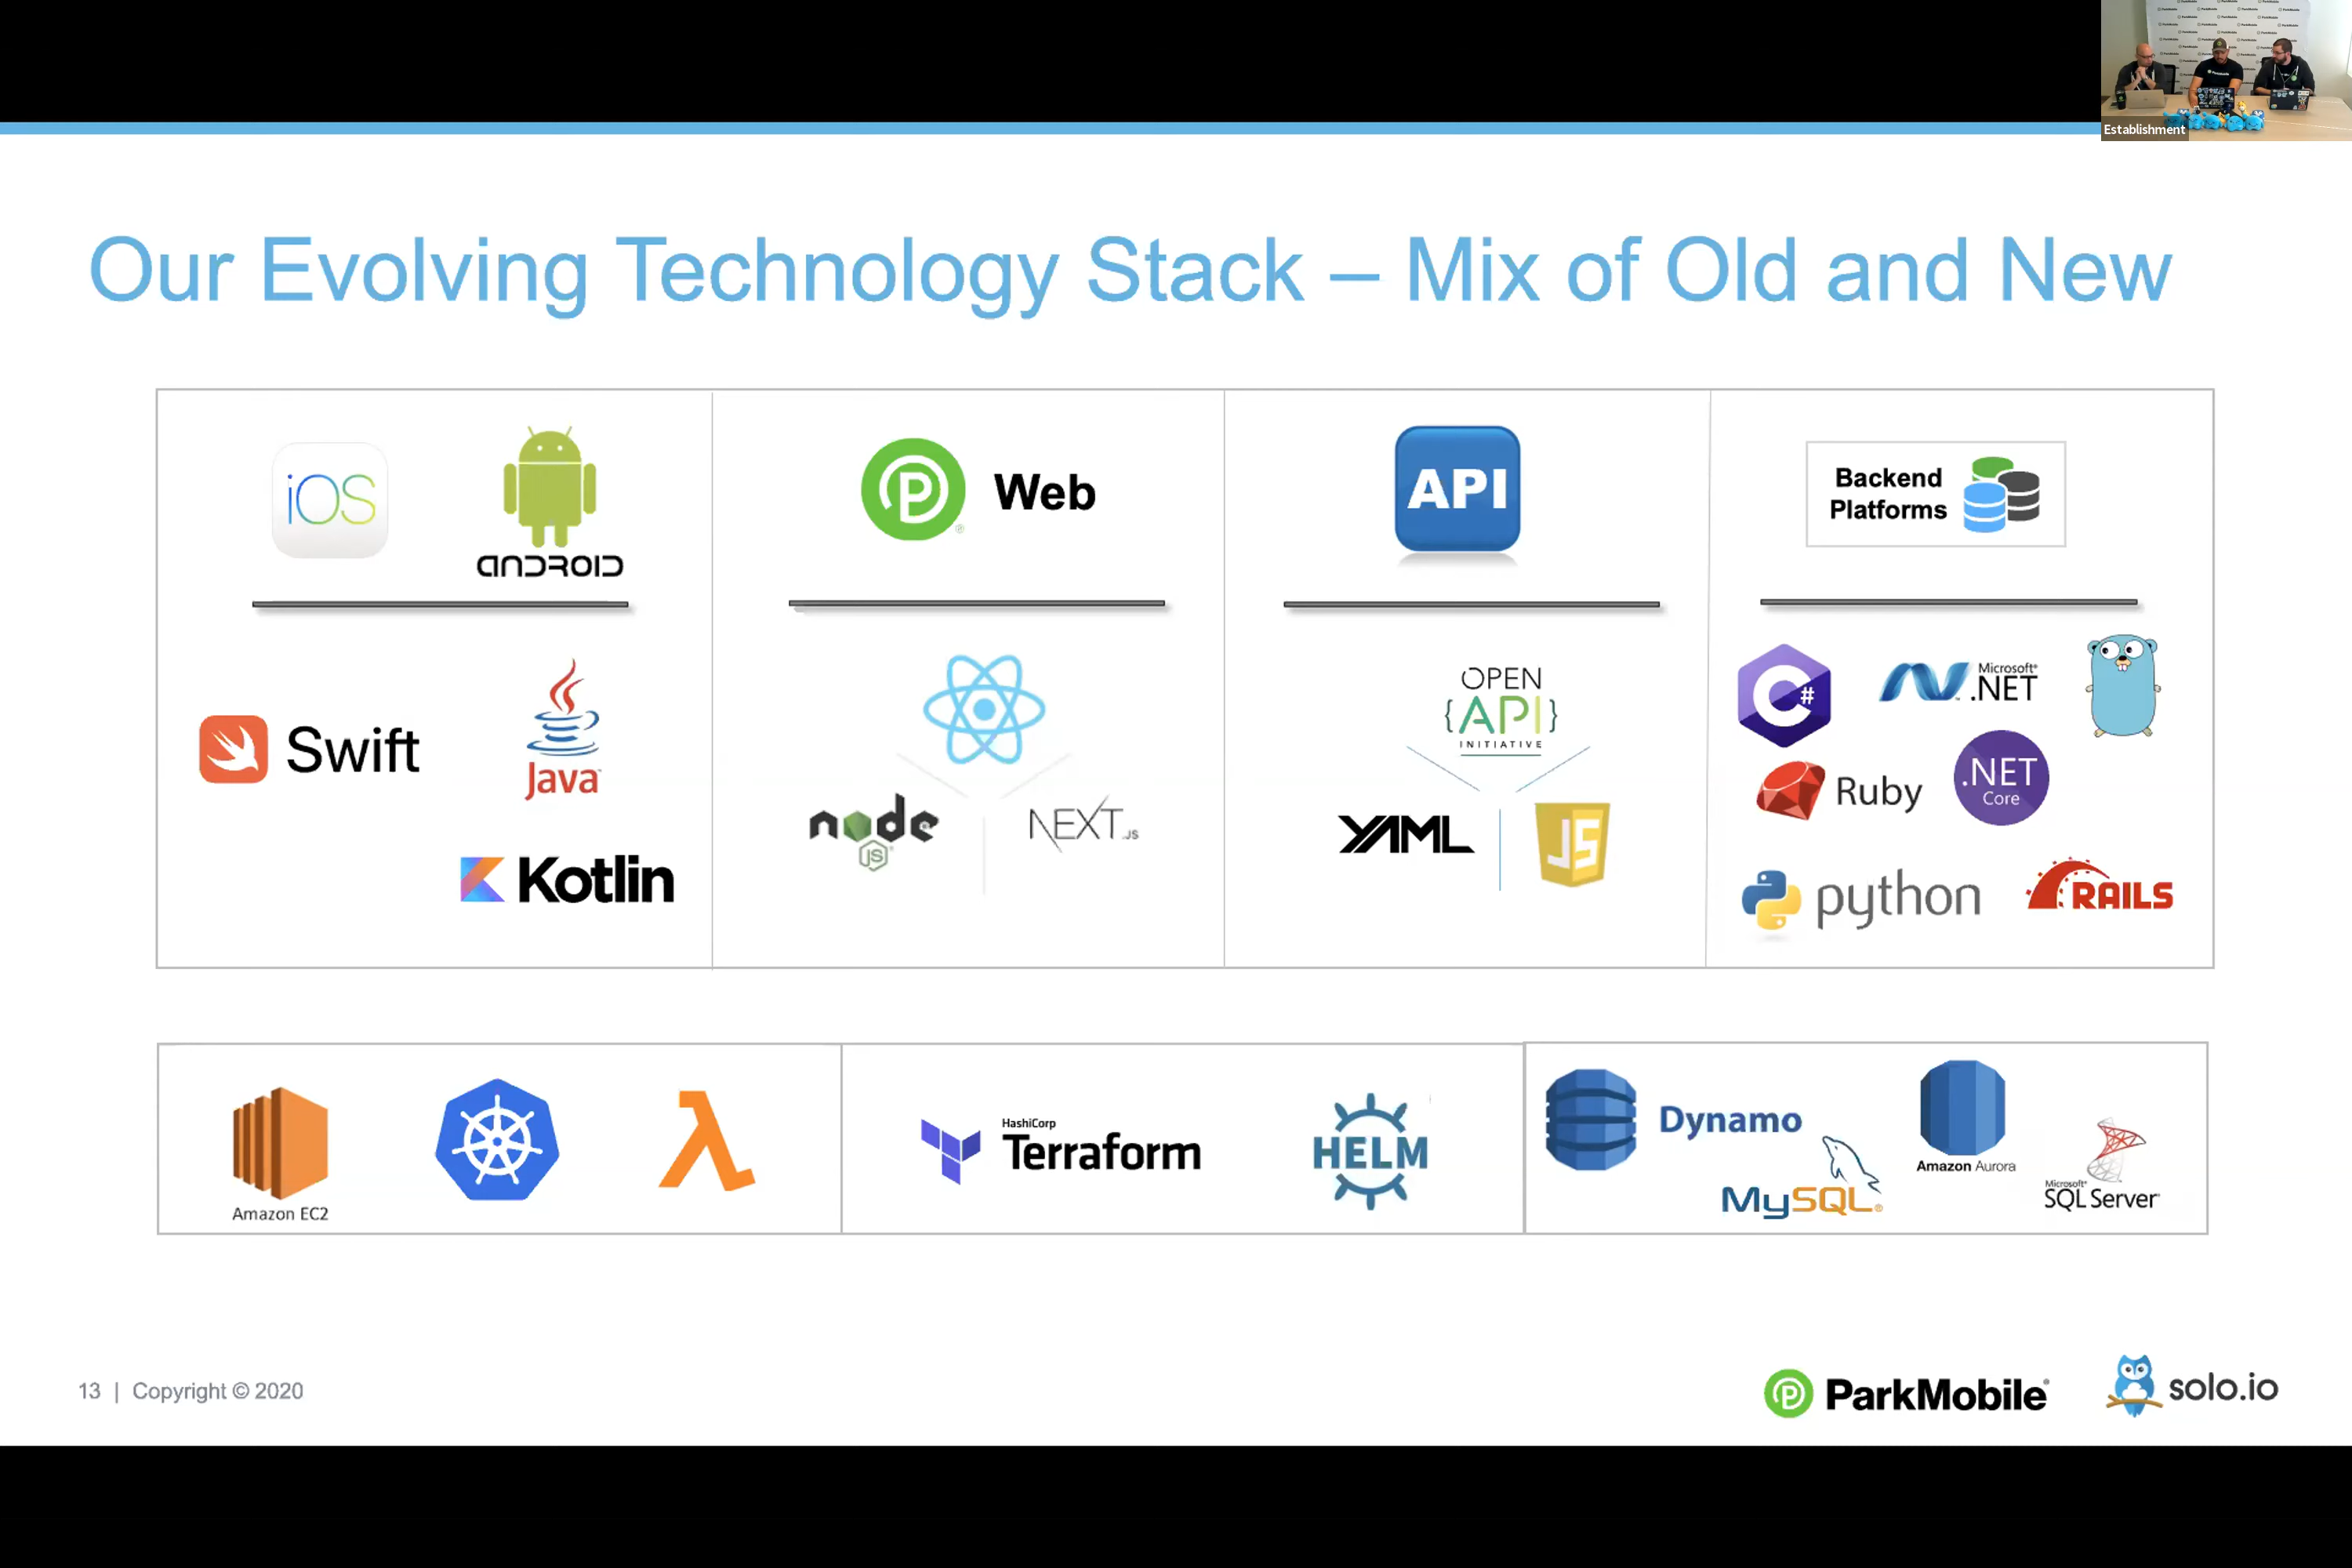 Establishment
Our Evolving Technology Stack – Mix of Old and New
iOS
ANDROID
Web
API
Backend
Platforms
Swift
Java
Kotlin
node
JS
NEXT.JS
OPEN
{API}
INITIATIVE
YAML
JS
C#
Microsoft®
.NET
Ruby
.NET
Core
python
RAILS
Amazon EC2
HashiCorp
Terraform
HELM
Dynamo
MySQL®
Amazon Aurora
Microsoft®
SQL Server®
13 | Copyright © 2020
ParkMobile®
solo.io